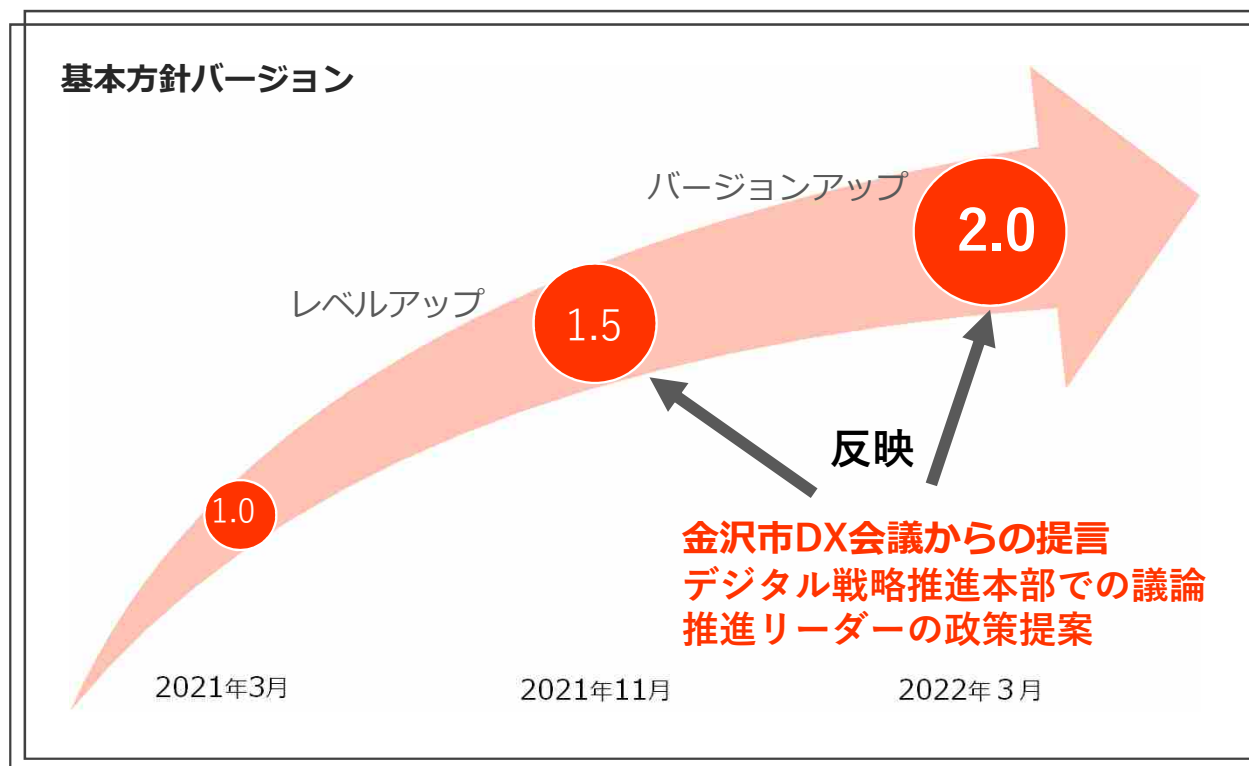 基本方針バージョン
バージョンアップ
2.0
レベルアップ
1.5
反映
1.0
金沢市DX会議からの提言
デジタル戦略推進本部での議論
推進リーダーの政策提案
2021年3月
2021年11月
2022年３月